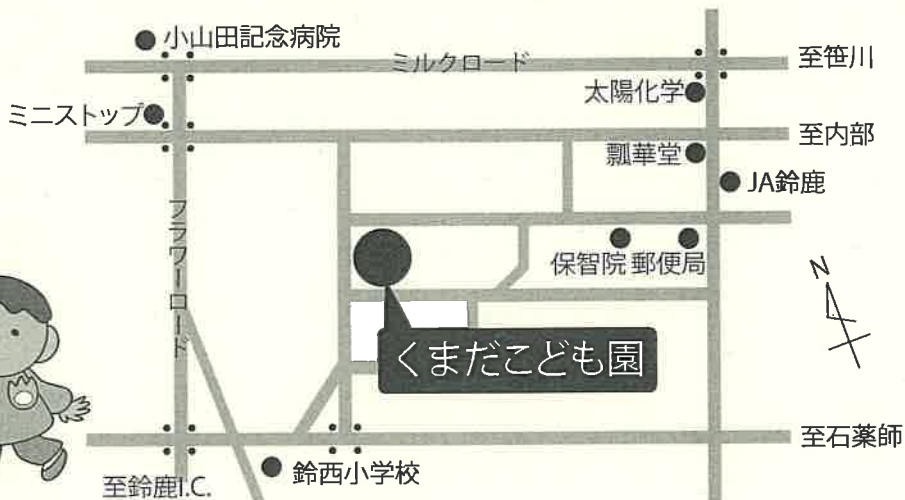 小山田記念病院
ミルクロード
至笹川
太陽化学
ミニストップ
至内部
瓢華堂
JA鈴鹿
フラワーロード
保智院
郵便局
N
くまだこども園
至石薬師
鈴西小学校
至鈴鹿I.C.